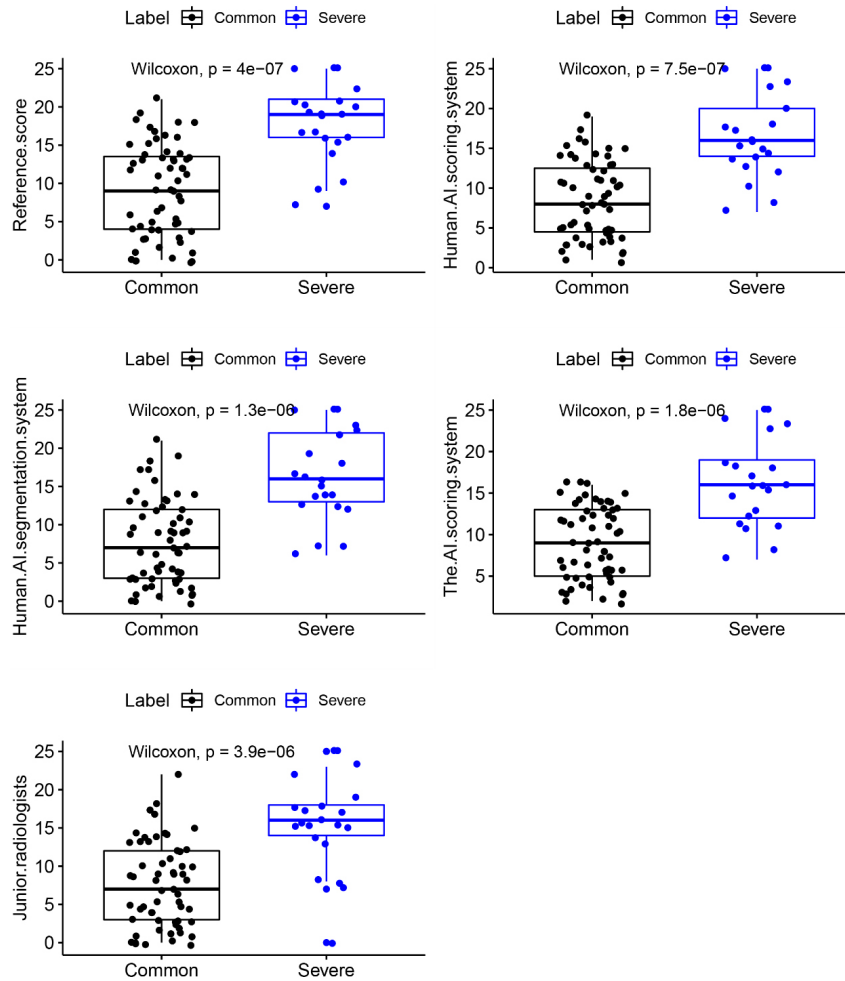 Label Common Severe
Wilcoxon, p = 4e−07
Reference.score
25
20
15
10
5
0
Common Severe
Label Common Severe
Wilcoxon, p = 7.5e−07
Human.AI.scoring.system
25
20
15
10
5
0
Common Severe
Label Common Severe
Wilcoxon, p = 1.3e−06
Human.AI.segmentation.system
25
20
15
10
5
0
Common Severe
Label Common Severe
Wilcoxon, p = 1.8e−06
The.AI.scoring.system
25
20
15
10
5
Common Severe
Label Common Severe
Wilcoxon, p = 3.9e−06
Junior.radiologists
25
20
15
10
5
0
Common Severe